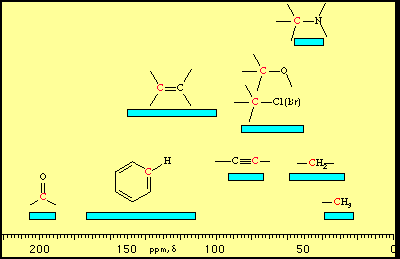 C—N
C=C
C—O
C—Cl(Br)
O
C
H
C
—C≡C—
—CH2—
—CH3
200 150 ppm, δ 100 50 0